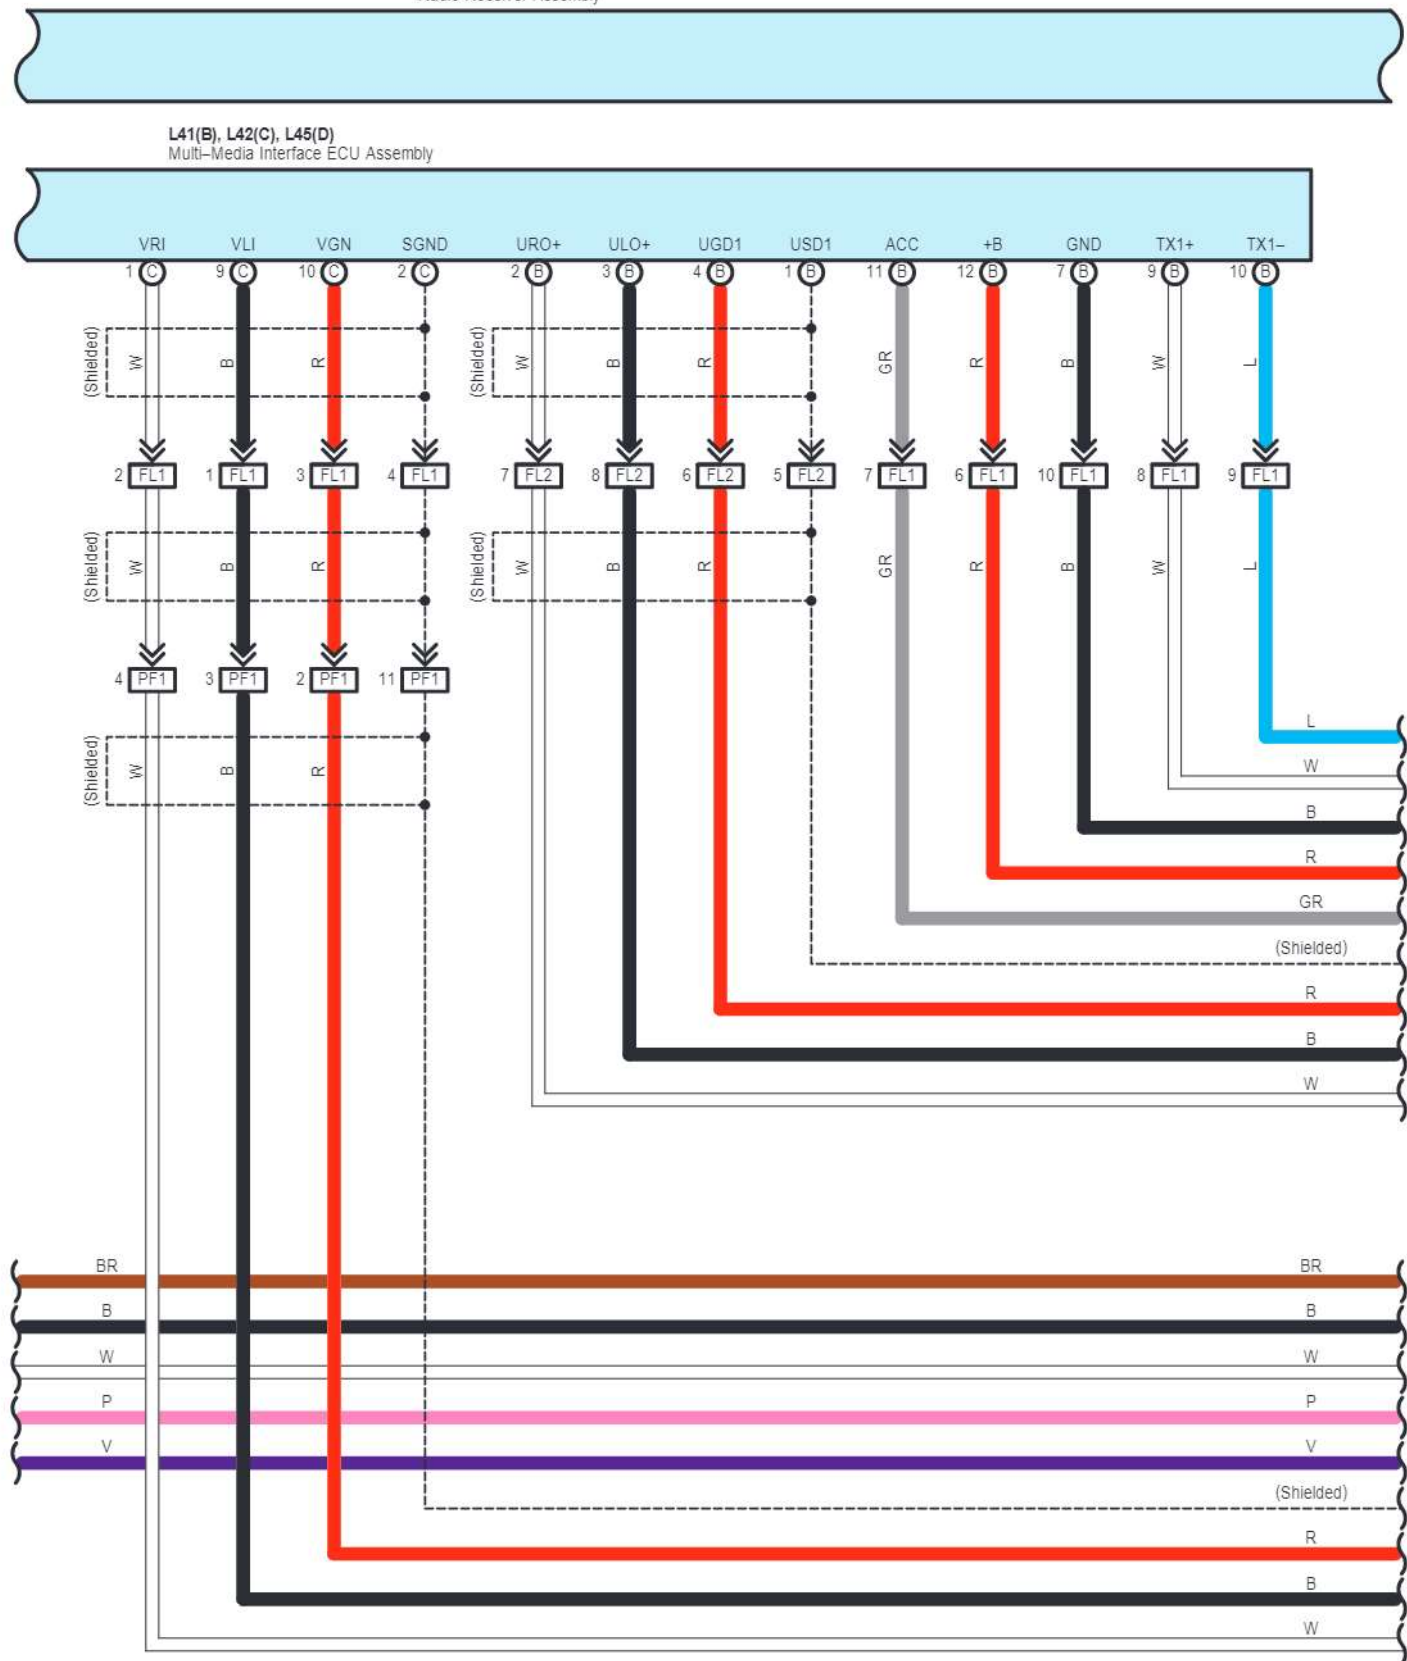 Radio Receiver Assembly
L41(B), L42(C), L45(D)
Multi–Media Interface ECU Assembly
VRI VLI VGN SGND URO+ ULO+ UGD1 USD1 ACC +B GND TX1+ TX1–
1 C 9 C 10 C 2 C 2 B 3 B 4 B 1 B 11 B 12 B 7 B 9 B 10 B
(Shielded) W B R (Shielded) W B R GR R B W L
2 FL1 1 FL1 3 FL1 4 FL1 7 FL2 8 FL2 6 FL2 5 FL2 7 FL1 6 FL1 10 FL1 8 FL1 9 FL1
(Shielded) W B R (Shielded) W B R GR R B W L
4 PF1 3 PF1 2 PF1 11 PF1
L
(Shielded) W B R W
B
R
GR
(Shielded)
R
B
W
BR BR
B B
W W
P P
V V
(Shielded)
R
B
W